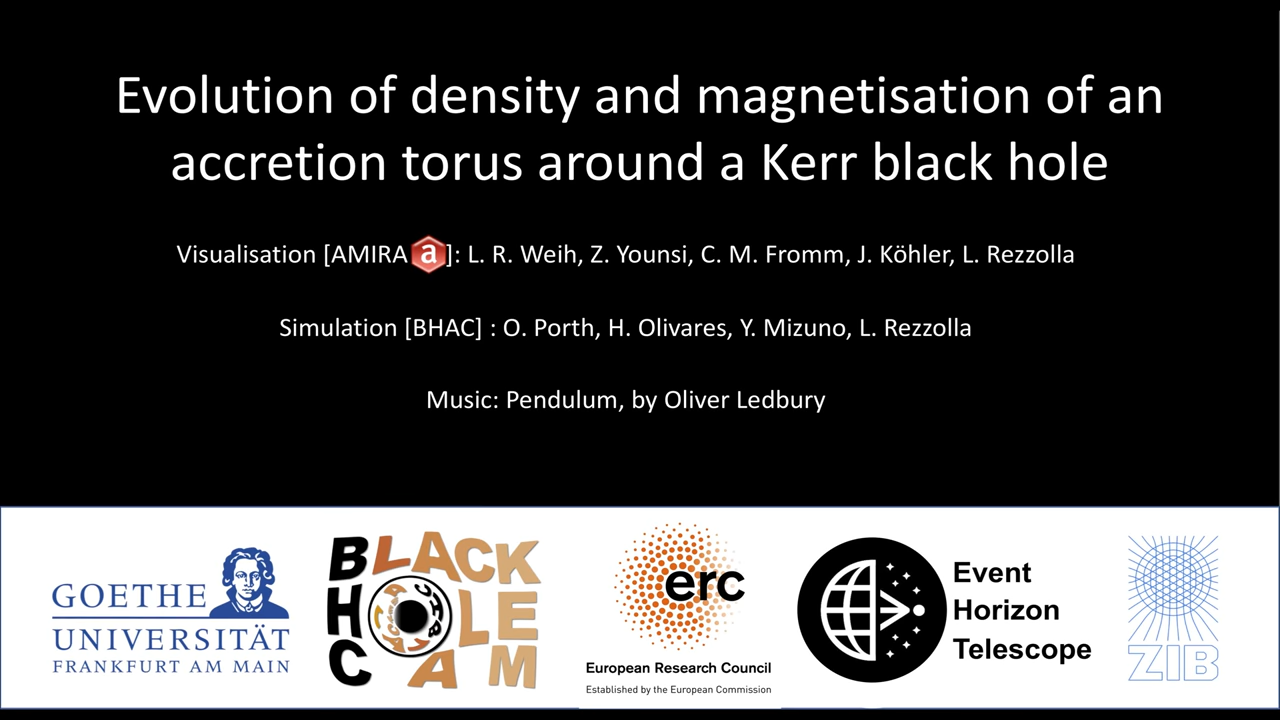 Evolution of density and magnetisation of an
accretion torus around a Kerr black hole
Visualisation [AMIRA a]: L. R. Weih, Z. Younsi, C. M. Fromm, J. Köhler, L. Rezzolla
Simulation [BHAC] : O. Porth, H. Olivares, Y. Mizuno, L. Rezzolla
Music: Pendulum, by Oliver Ledbury
GOETHE
UNIVERSITÄT
FRANKFURT AM MAIN
BLACK
HOLE
CAM
erc
European Research Council
Established by the European Commission
Event
Horizon
Telescope
ZIB